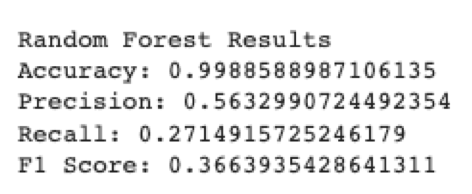 Random Forest Results
Accuracy: 0.9988588987106135
Precision: 0.5632990724492354
Recall: 0.2714915725246179
F1 Score: 0.3663935428641311